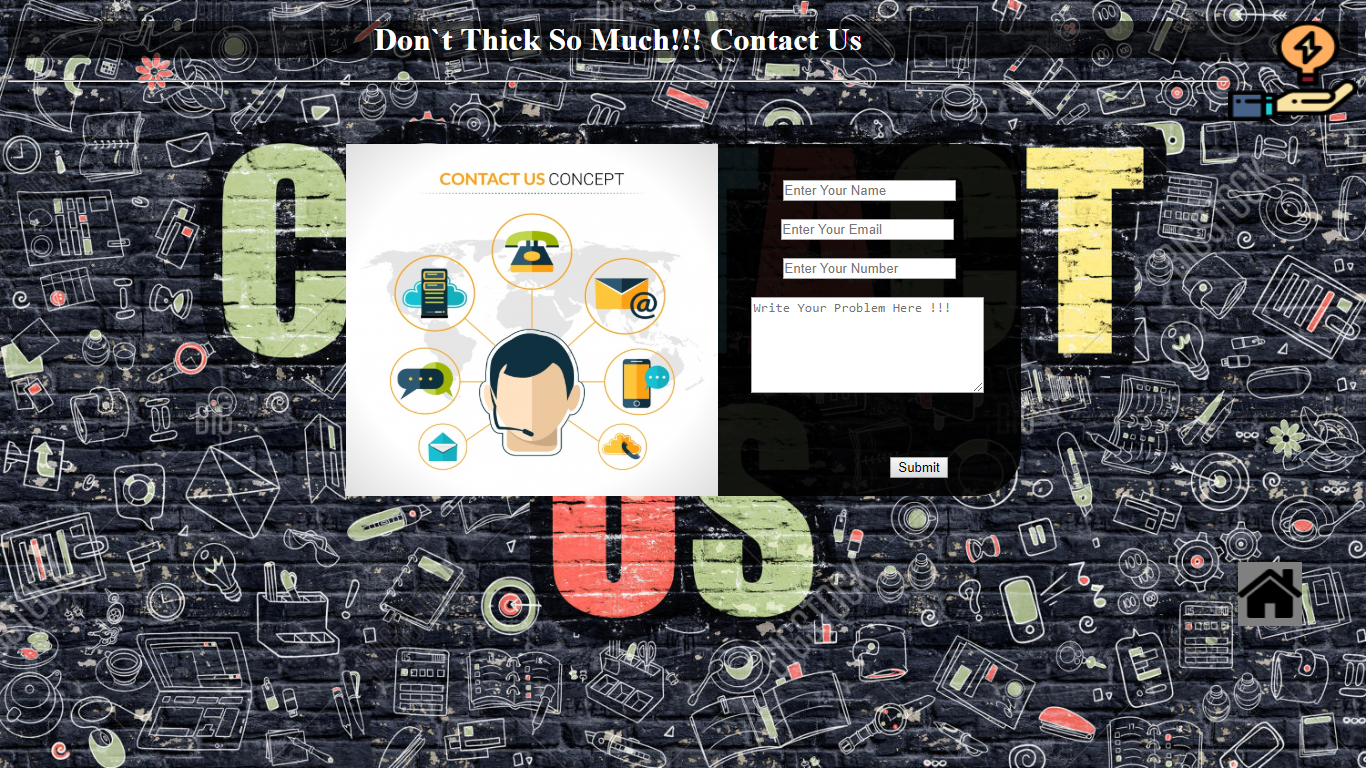 Don`t Thick So Much!!! Contact Us
CONTACT US CONCEPT
Enter Your Name
Enter Your Email
Enter Your Number
Write Your Problem Here !!!
Submit
C ACT
US